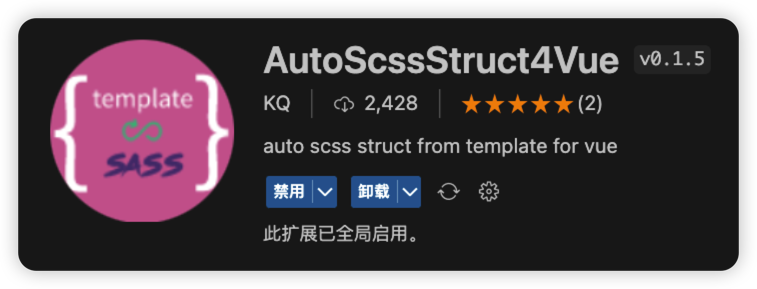 { template SASS }
AutoScssStruct4Vue v0.1.5
KQ 2,428 ★★★★★(2)
auto scss struct from template for vue
禁用 卸载
此扩展已全局启用。